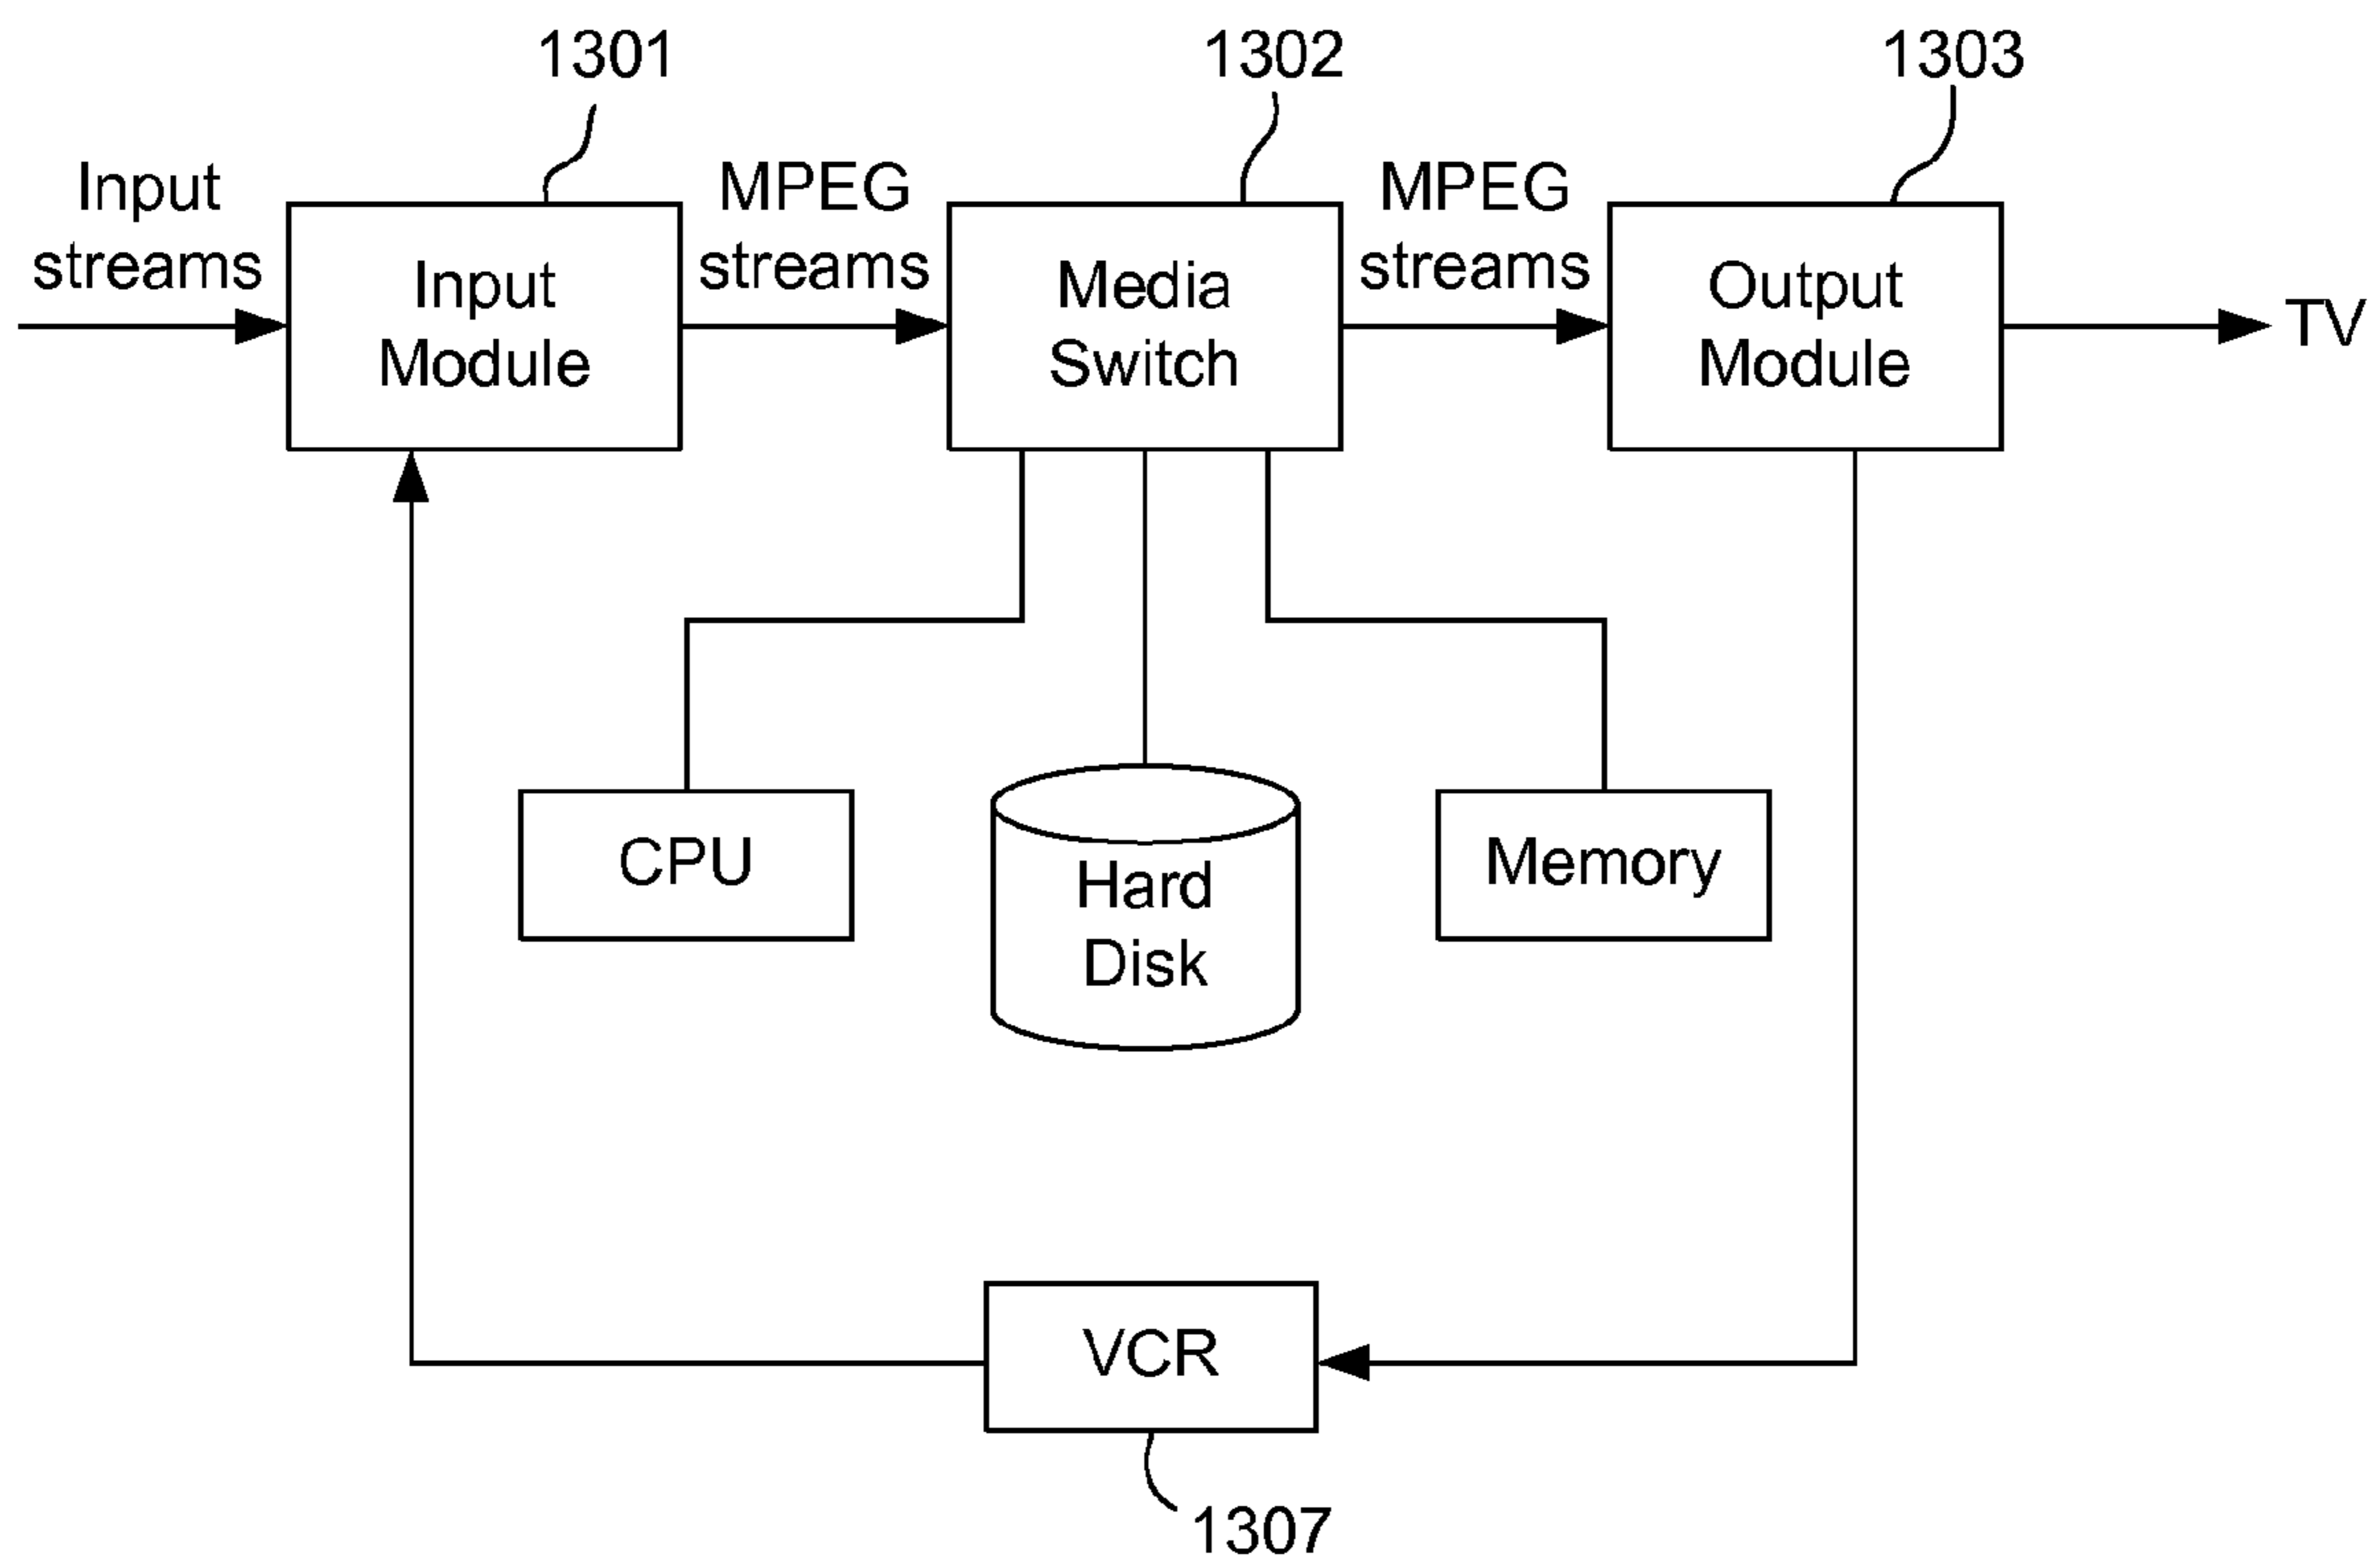 1301
1302
1303
Input
streams
MPEG
streams
MPEG
streams
Input
Module
Media
Switch
Output
Module
TV
CPU
Hard
Disk
Memory
VCR
1307